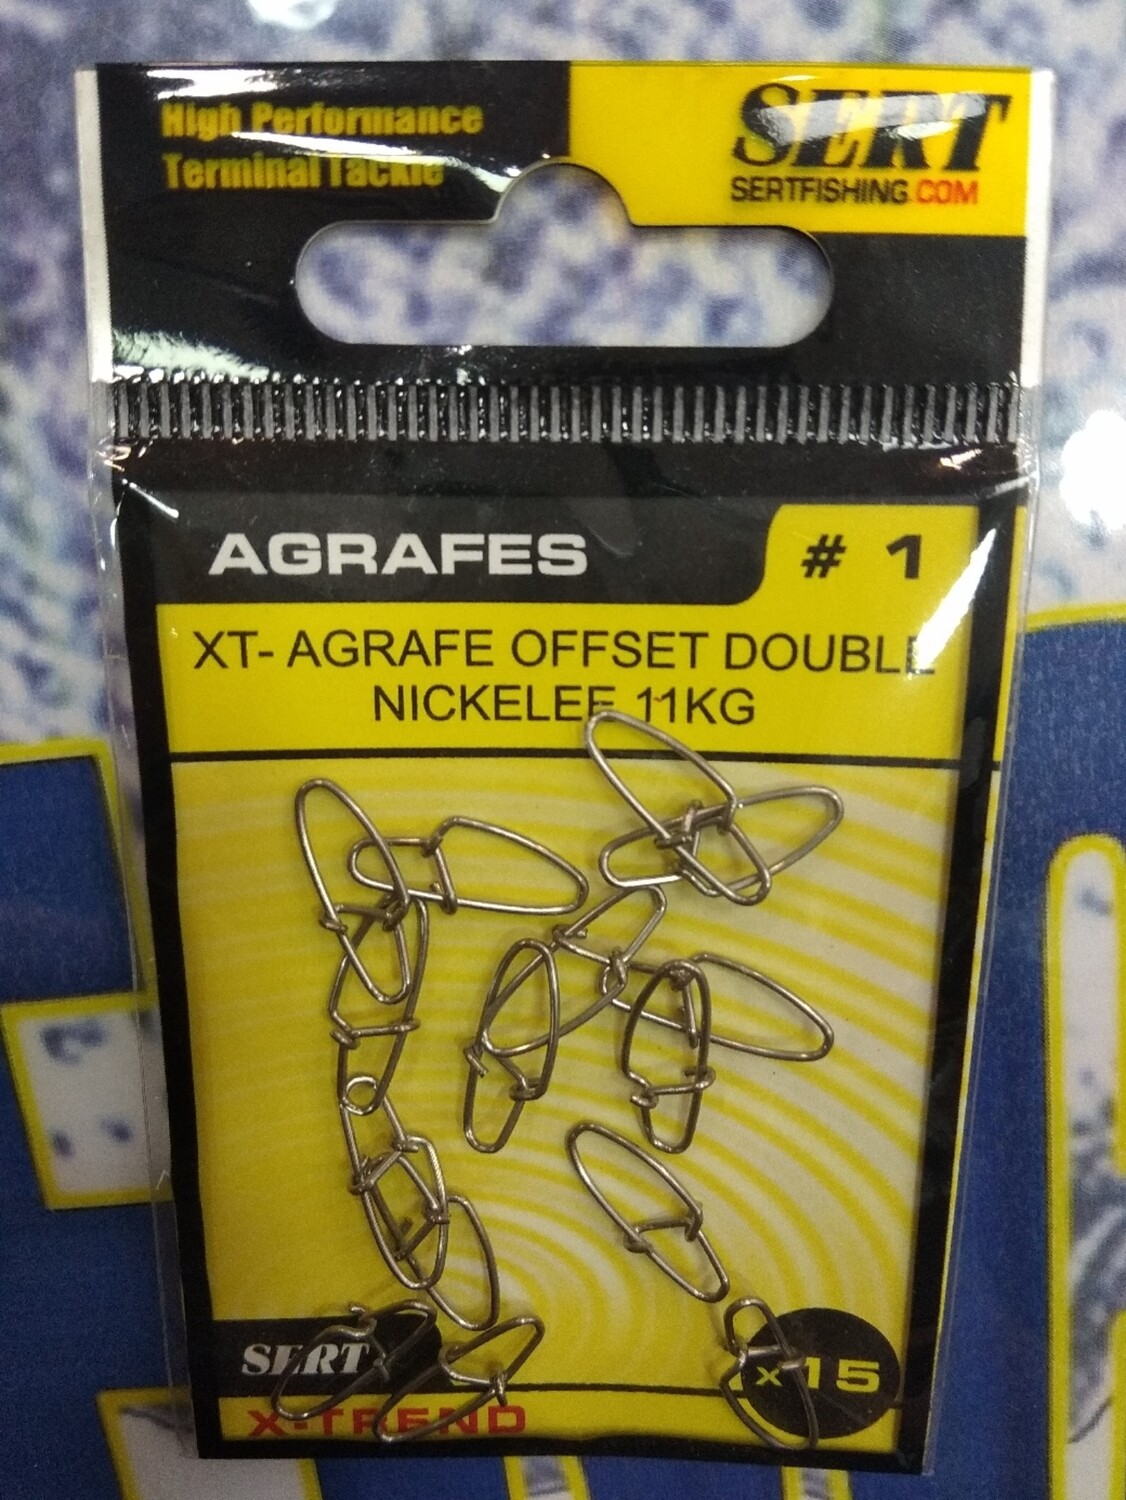 High Performance
Terminal Tackle
SERT
SERTFISHING.COM
AGRAFES
# 1
XT- AGRAFE OFFSET DOUBLE
NICKELEE 11KG
SERT
x15
X-TREND